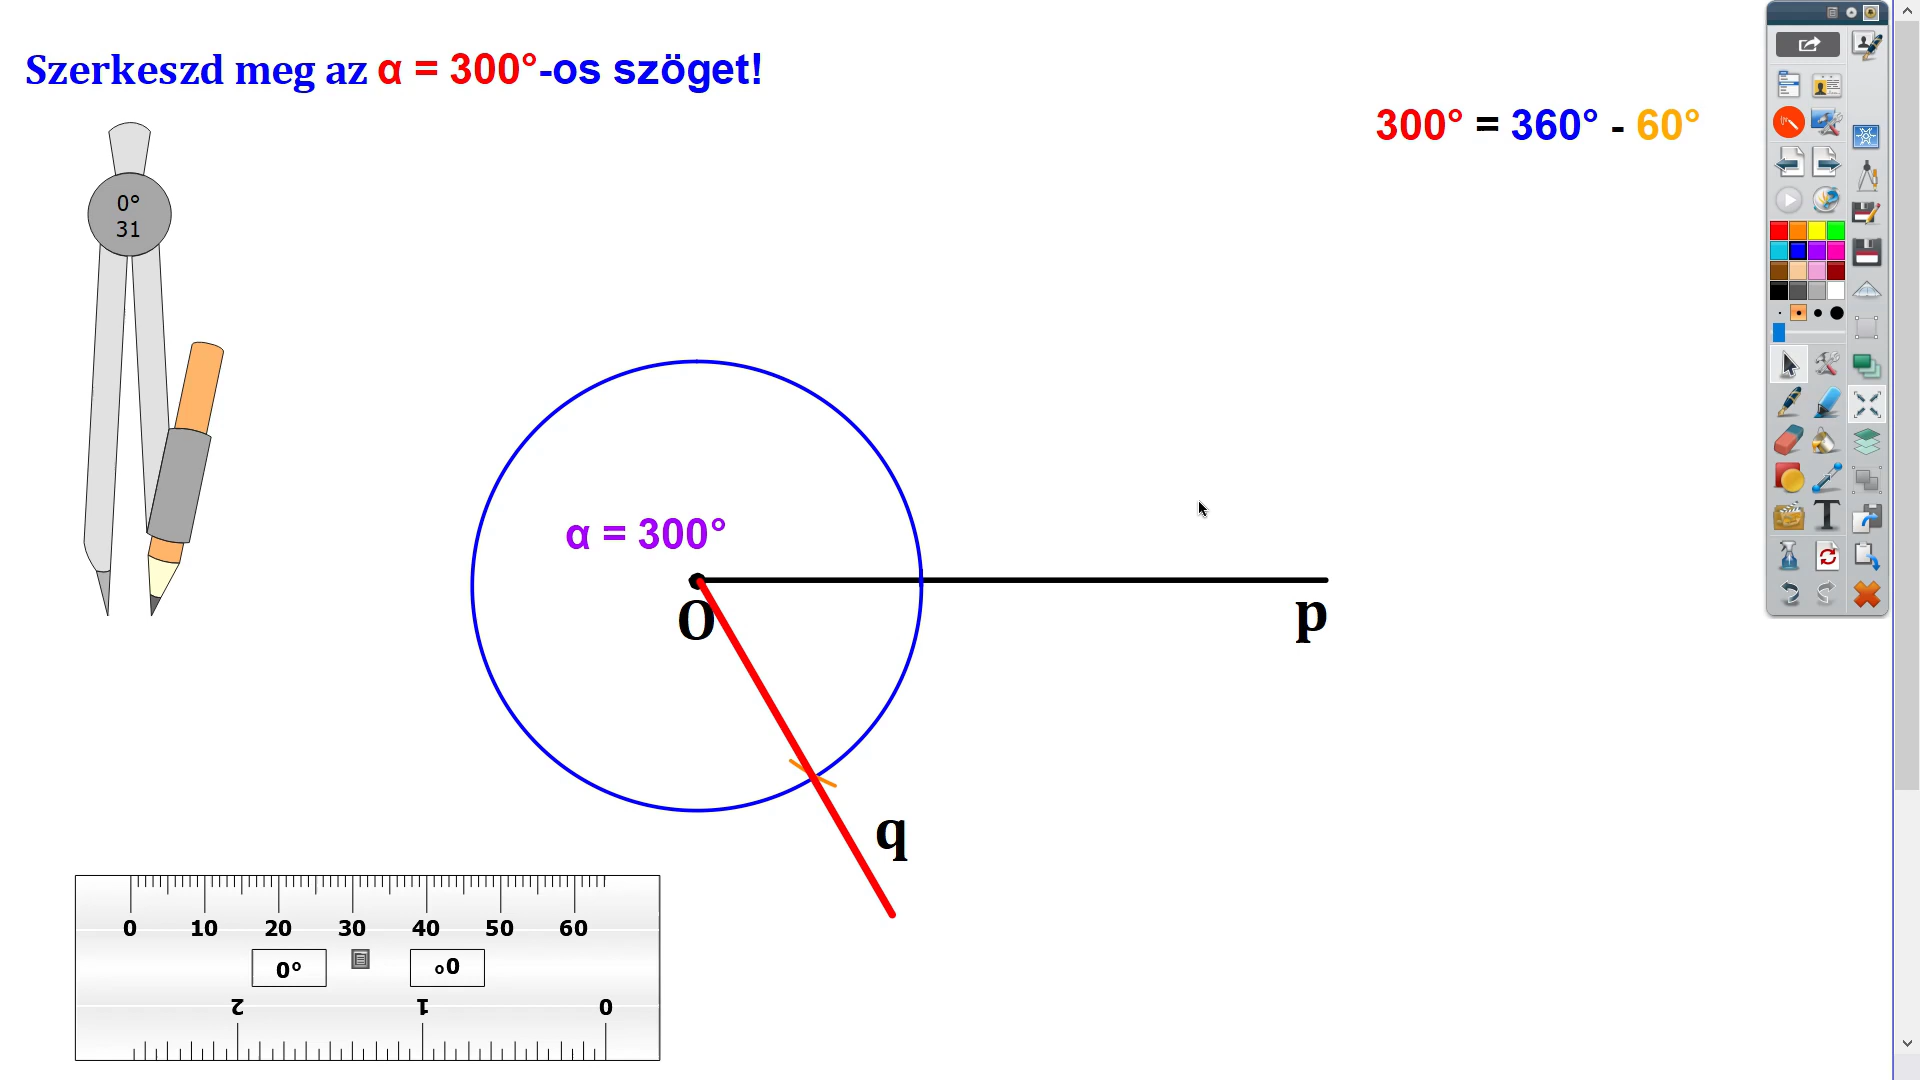 Szerkeszd meg az α = 300°-os szöget!
300° = 360° - 60°
0°
31
α = 300°
O
p
q
0 10 20 30 40 50 60
0° 0°
2 1 0
T